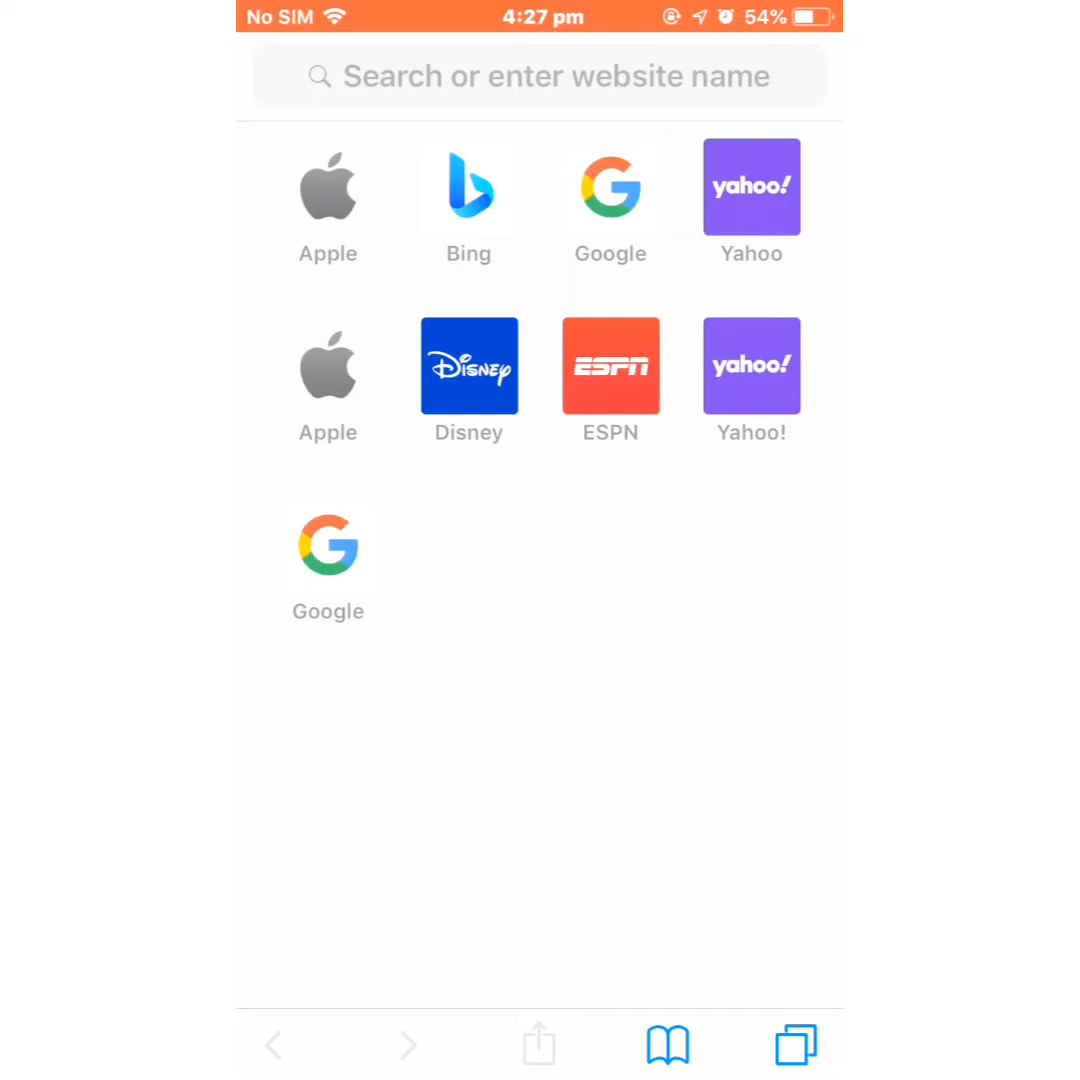 No SIM 4:27 pm 54%
Search or enter website name
yahoo!
Apple Bing Google Yahoo
Disney ESPN yahoo!
Apple Disney ESPN Yahoo!
Google